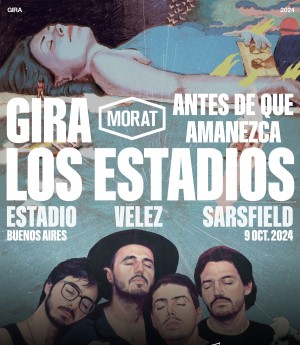 GIRA
2024
GIRA
MORAT
ANTES DE QUE
AMANEZCA
LOS ESTADIOS
ESTADIO VELEZ SARSFIELD
BUENOS AIRES 9 OCT. 2024